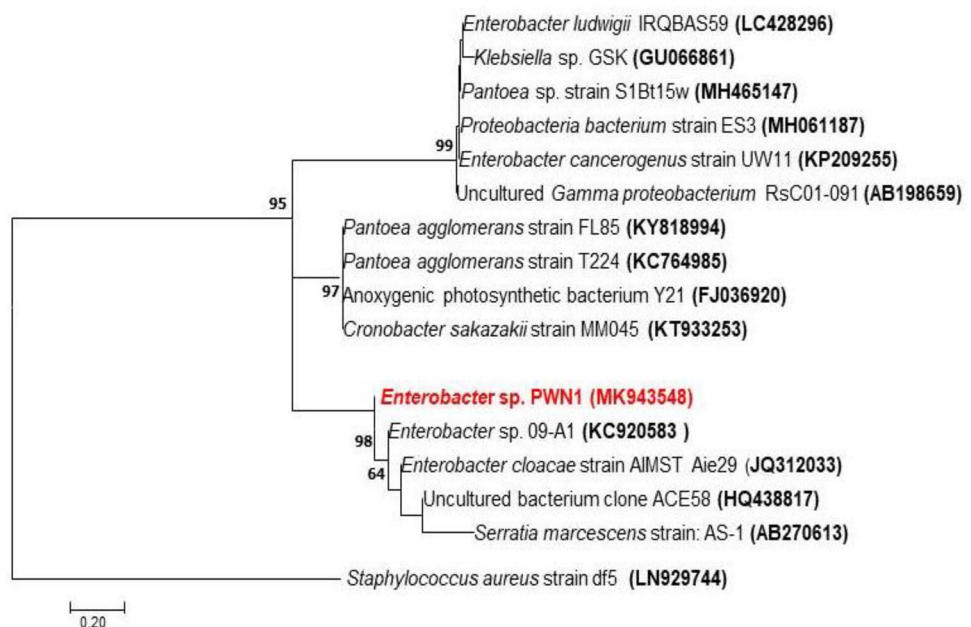 Enterobacter ludwigii IRQBAS59 (LC428296)
Klebsiella sp. GSK (GU066861)
Pantoea sp. strain S1Bt15w (MH465147)
Proteobacteria bacterium strain ES3 (MH061187)
99
Enterobacter cancerogenus strain UW11 (KP209255)
Uncultured Gamma proteobacterium RsC01-091 (AB198659)
95
Pantoea agglomerans strain FL85 (KY818994)
Pantoea agglomerans strain T224 (KC764985)
97
Anoxygenic photosynthetic bacterium Y21 (FJ036920)
Cronobacter sakazakii strain MM045 (KT933253)
Enterobacter sp. PWN1 (MK943548)
98
Enterobacter sp. 09-A1 (KC920583 )
64
Enterobacter cloacae strain AIMST Aie29 (JQ312033)
Uncultured bacterium clone ACE58 (HQ438817)
Serratia marcescens strain: AS-1 (AB270613)
Staphylococcus aureus strain df5 (LN929744)
0.20